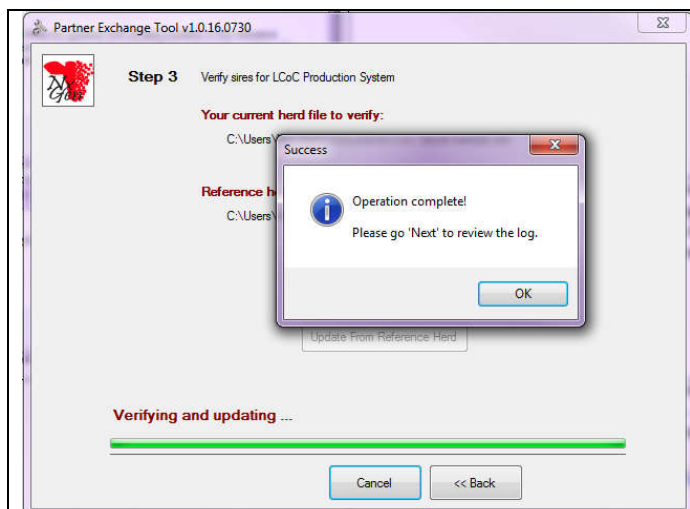 Partner Exchange Tool v1.0.16.0730
Step 3 Verify sires for LCoC Production System
Your current herd file to verify:
C:\Users\
Success
Operation complete!
Please go 'Next' to review the log.
OK
Reference h
C:\Users\
Update From Reference Herd
Verifying and updating ...
Cancel
<< Back